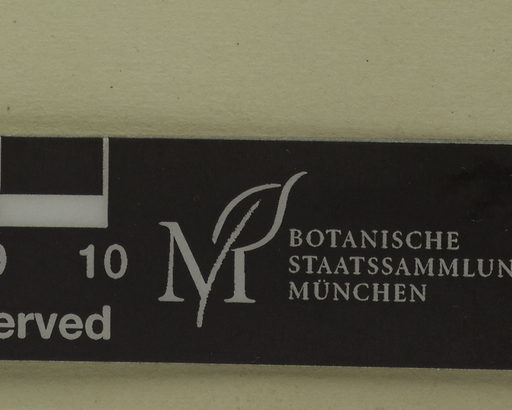 10
erved
BOTANISCHE
STAATSSAMMLUN
MÜNCHEN